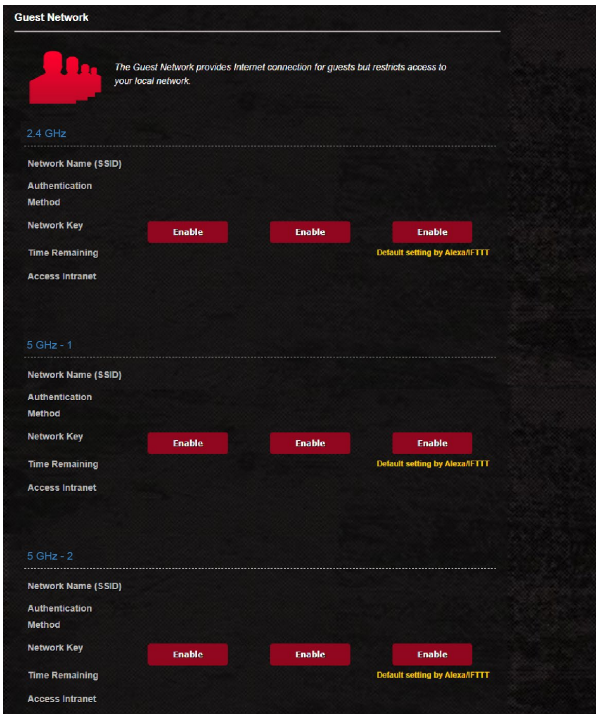 Guest Network
The Guest Network provides Internet connection for guests but restricts access to
your local network.
2.4 GHz
Network Name (SSID)
Authentication
Method
Network Key
Enable Enable Enable
Time Remaining
Default setting by Alexa/IFTTT
Access Intranet
5 GHz - 1
Network Name (SSID)
Authentication
Method
Network Key
Enable Enable Enable
Time Remaining
Default setting by Alexa/IFTTT
Access Intranet
5 GHz - 2
Network Name (SSID)
Authentication
Method
Network Key
Enable Enable Enable
Time Remaining
Default setting by Alexa/IFTTT
Access Intranet